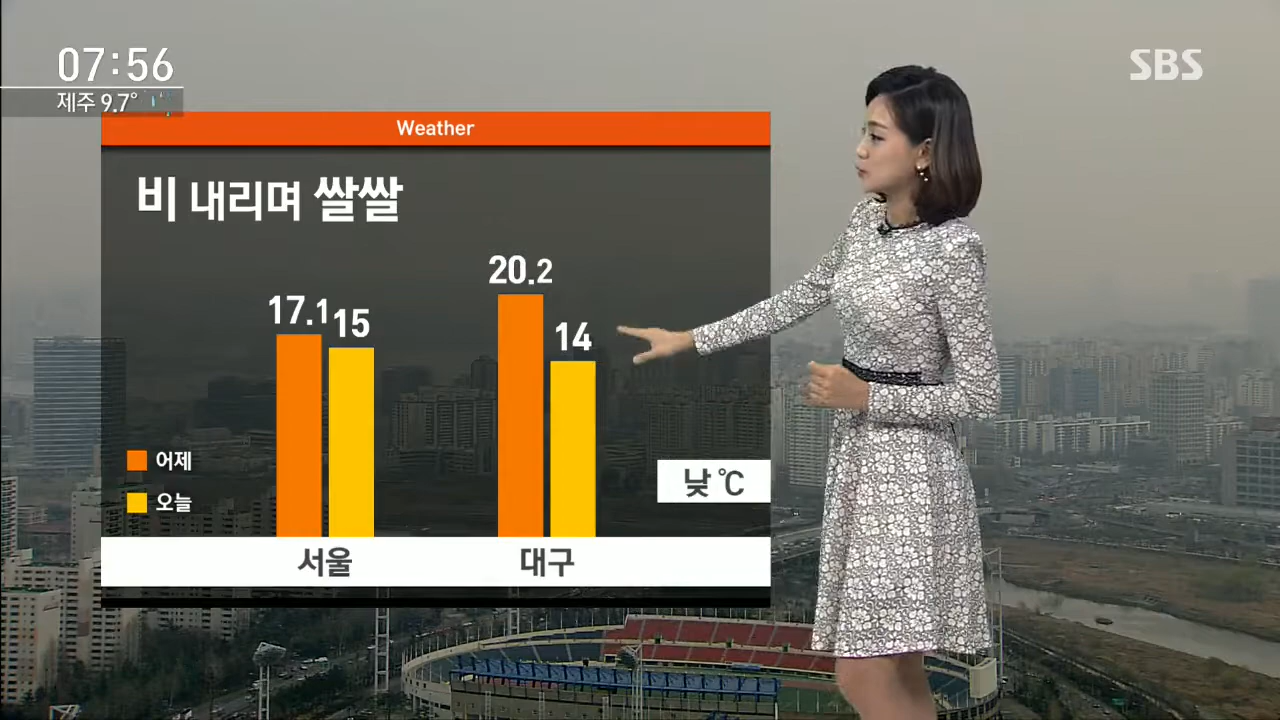 07:56
제주 9.7°
SBS
Weather
비 내리며 쌀쌀
17.1
15
20.2
14
어제
오늘
낮 ℃
서울
대구